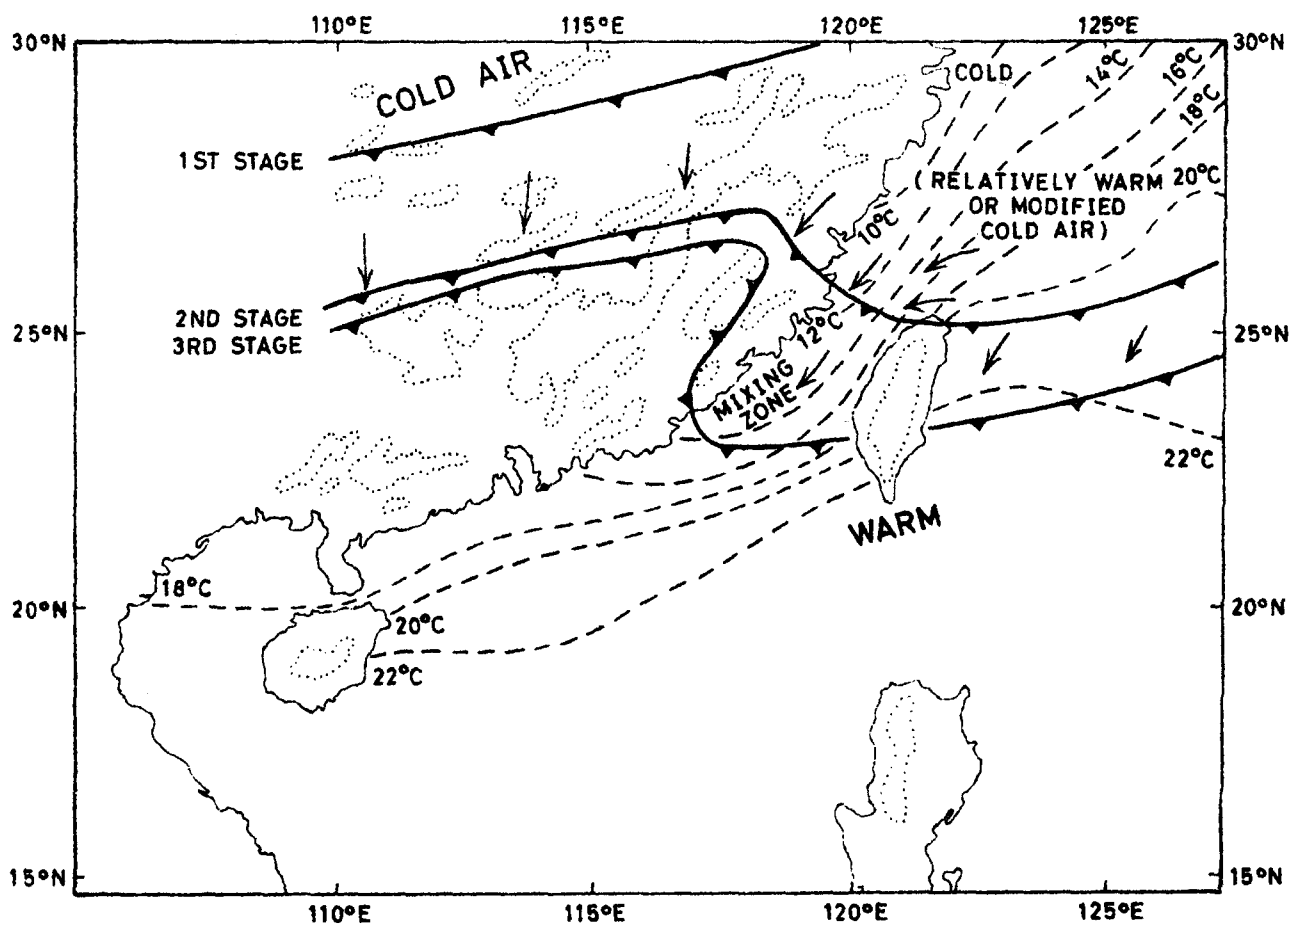 110°E 115°E 120°E 125°E
30°N 30°N
COLD AIR
COLD
14°C
16°C
18°C
1ST STAGE
(RELATIVELY WARM 20°C
OR MODIFIED
COLD AIR)
10°C
2ND STAGE
3RD STAGE
25°N 25°N
12°C
MIXING
ZONE
22°C
WARM
18°C
20°N 20°N
20°C
22°C
15°N 15°N
110°E 115°E 120°E 125°E